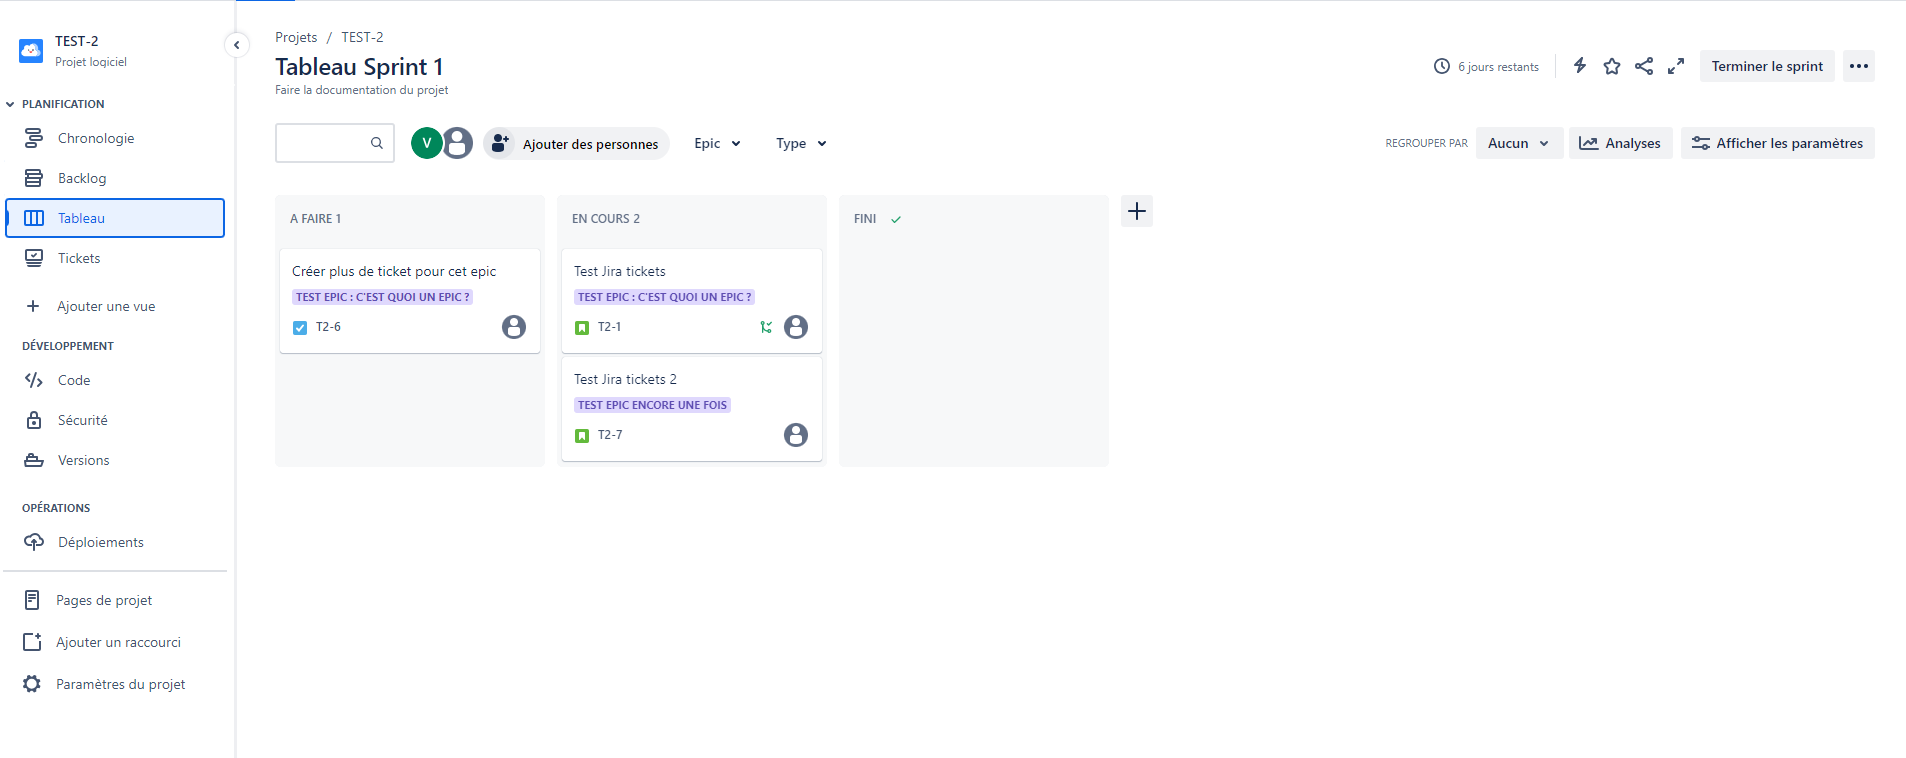 TEST-2
Projet logiciel
PLANIFICATION
Chronologie
Backlog
Tableau
Tickets
Ajouter une vue
DÉVELOPPEMENT
Code
Sécurité
Versions
OPÉRATIONS
Déploiements
Pages de projet
Ajouter un raccourci
Paramètres du projet
Projets / TEST-2
Tableau Sprint 1
Faire la documentation du projet
6 jours restants
Terminer le sprint
V
Ajouter des personnes
Epic
Type
REGROUPER PAR
Aucun
Analyses
Afficher les paramètres
A FAIRE 1
Créer plus de ticket pour cet epic
TEST EPIC : C'EST QUOI UN EPIC ?
T2-6
EN COURS 2
Test Jira tickets
TEST EPIC : C'EST QUOI UN EPIC ?
T2-1
Test Jira tickets 2
TEST EPIC ENCORE UNE FOIS
T2-7
FINI